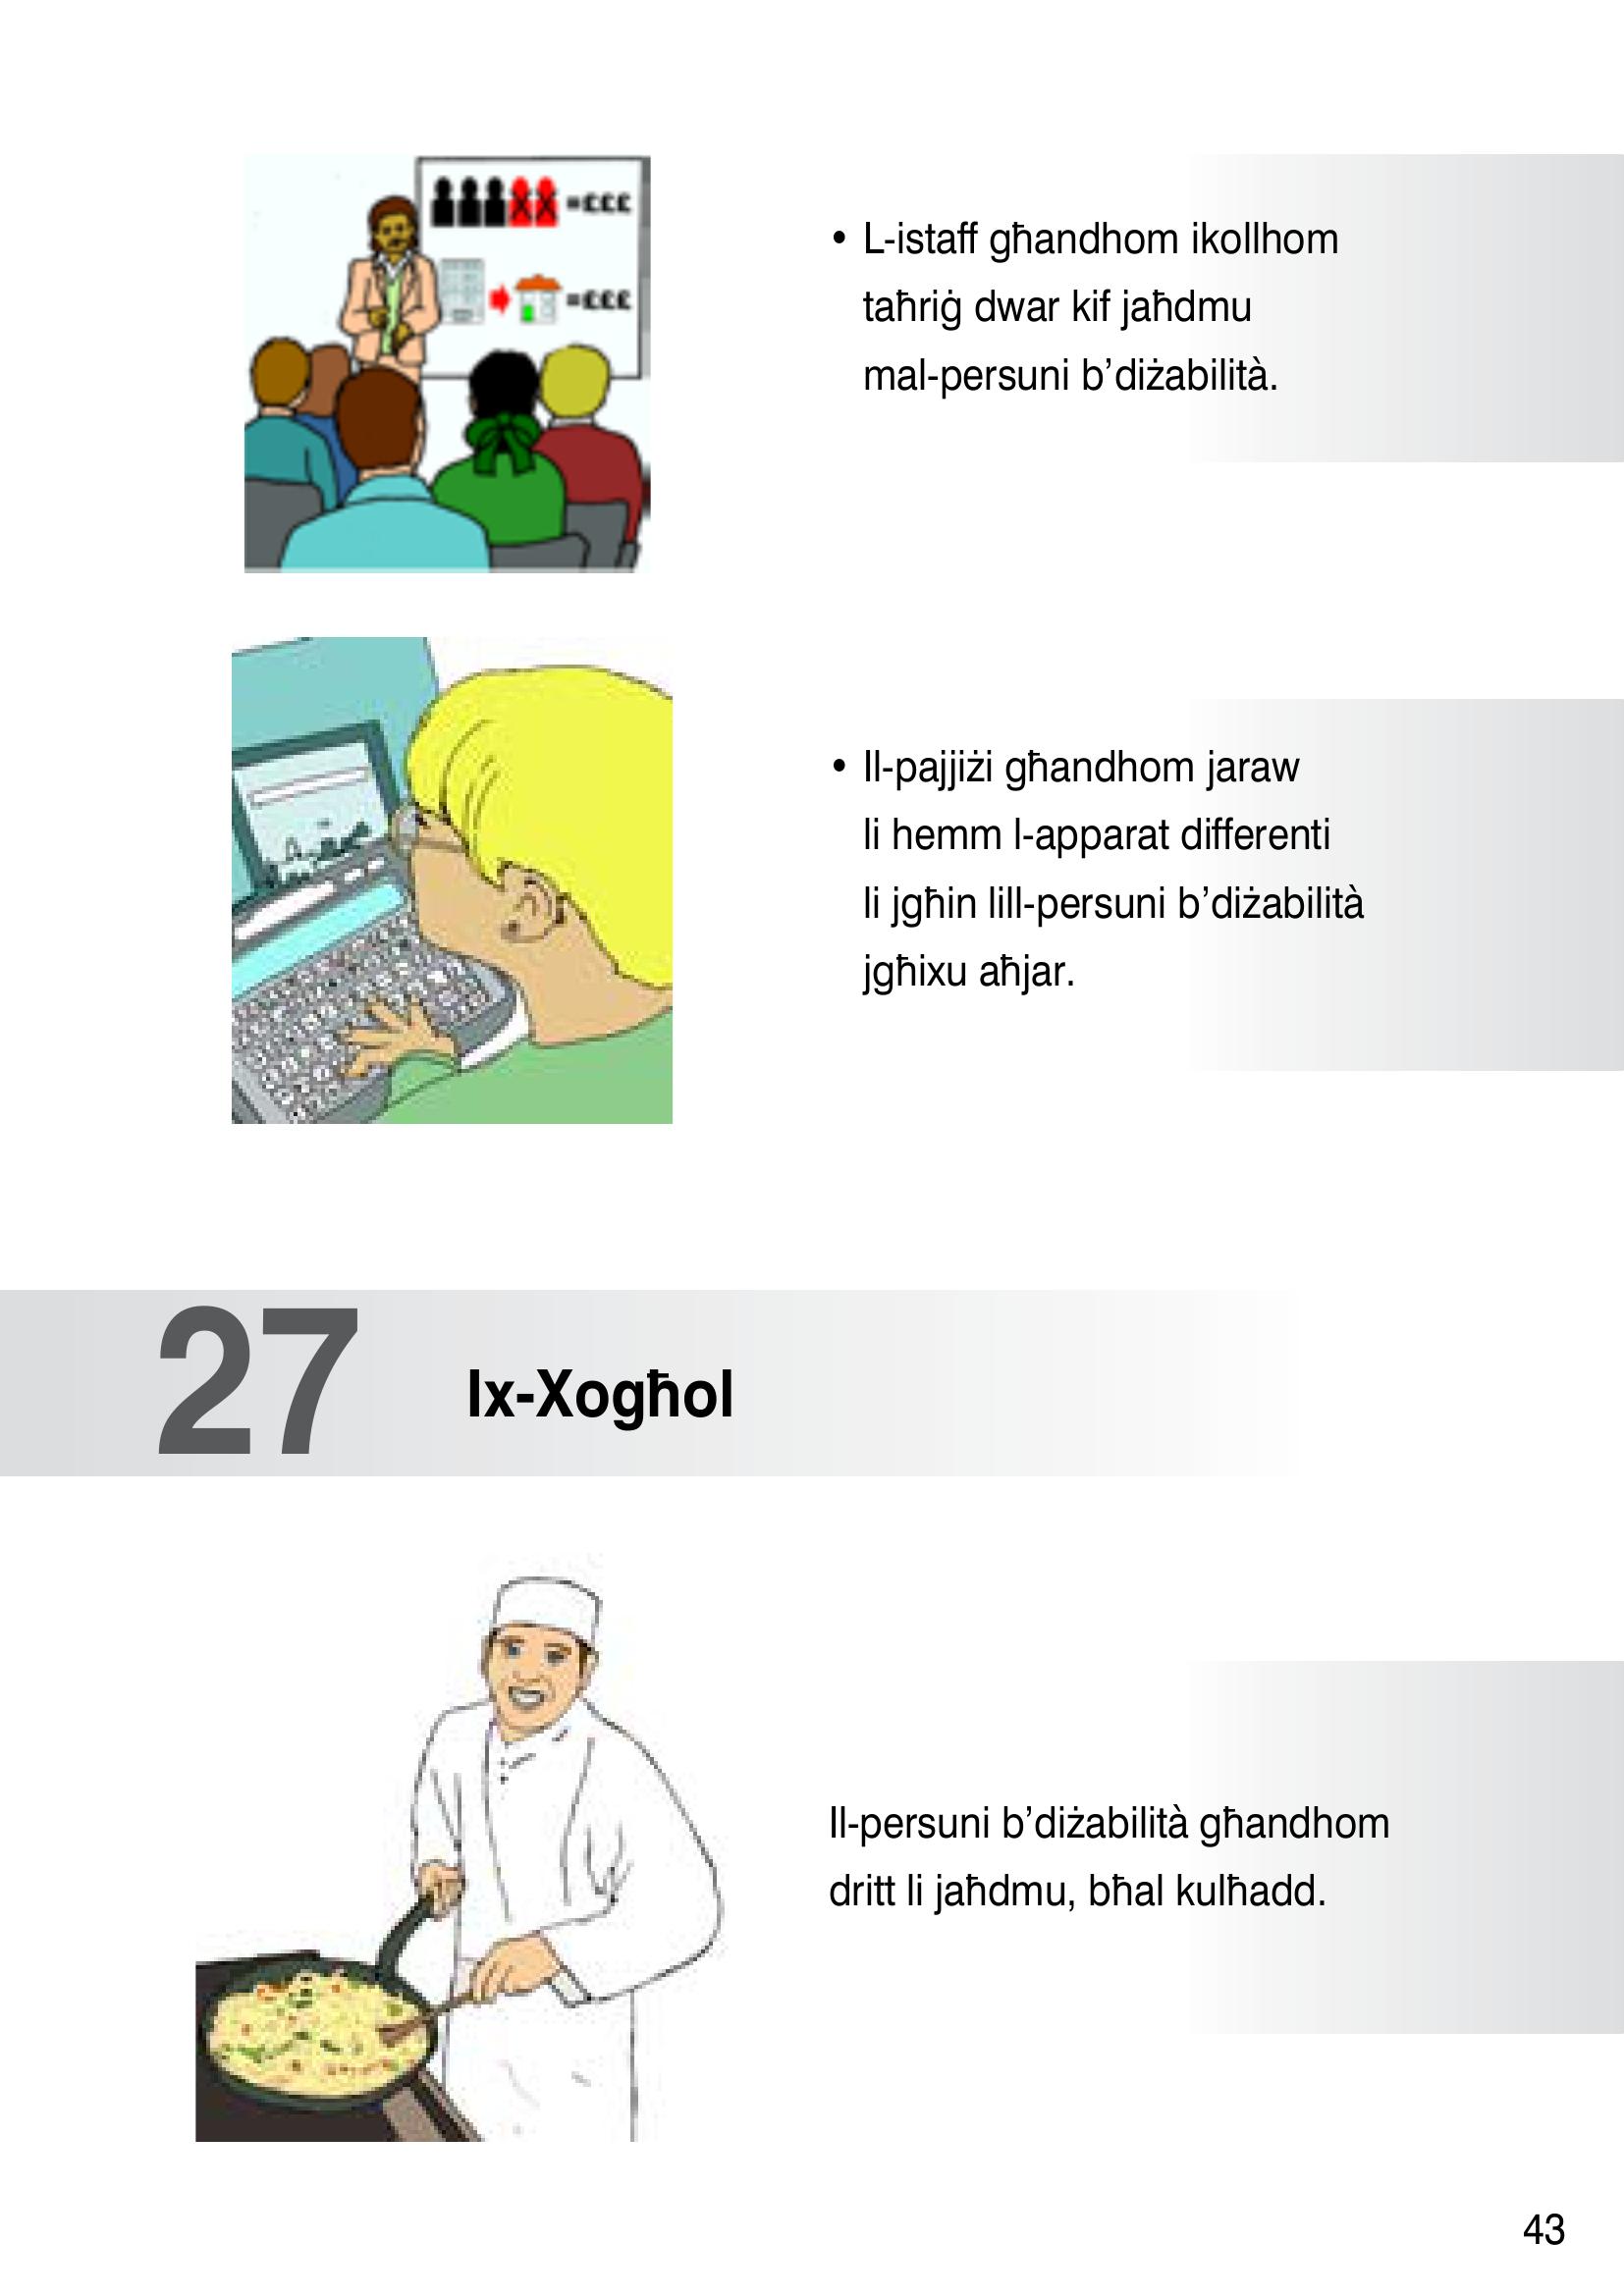 =£££
=£££
• L-istaff għandhom ikollhom
taħriġ dwar kif jaħdmu
mal-persuni b’diżabilità.
• Il-pajjiżi għandhom jaraw
li hemm l-apparat differenti
li jgħin lill-persuni b’diżabilità
jgħixu aħjar.
27 Ix-Xogħol
Il-persuni b’diżabilità għandhom
dritt li jaħdmu, bħal kulħadd.
43